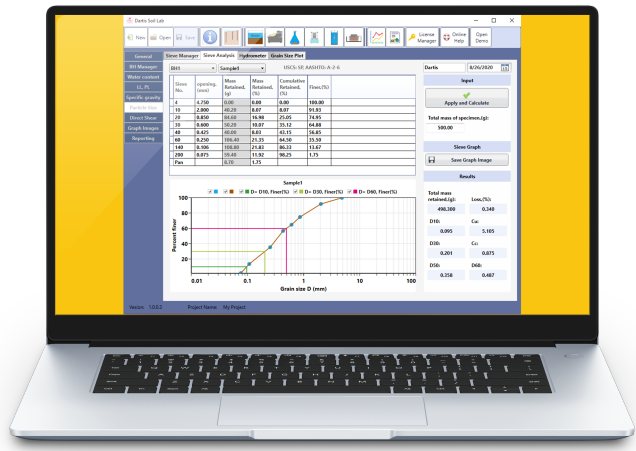 Dartis Soil Lab
New Open Save License Manager Online Help Open Demo
General Sieve Manager Sieve Analysis Hydrometer Grain Size Plot
BH Manager BH1 Sample1 USCS: SP, AASHTO: A-2-6 Dartis 8/26/2020
Water content
LL, PL
Specific gravity
Particle Size
Direct Shear
Graph Images
Reporting
Sieve No. opening, (mm) Mass Retained, (g) Mass Retained, (%) Cumulative Retained, (%) Finer,(%)
4 4.750 0.00 0.00 0.00 100.00
10 2.000 40.20 8.07 8.07 91.93
20 0.850 84.60 16.98 25.05 74.95
30 0.600 50.20 10.07 35.12 64.88
40 0.425 40.00 8.03 43.15 56.85
60 0.250 106.40 21.35 64.50 35.50
140 0.106 108.80 21.83 86.33 13.67
200 0.075 59.40 11.92 98.25 1.75
Pan 8.70 1.75
Input
Apply and Calculate
Total mass of specimen,(g):
500.00
Sieve Graph
Save Graph Image
Results
Total mass retained,(g): Loss,(%):
498.300 0.340
D10: Cu:
0.095 5.105
D30: Cc:
0.201 0.875
D50: D60:
0.358 0.487
Sample1
D= D10, Finer(%) D= D30, Finer(%) D= D60, Finer(%)
Percent finer
100
80
60
40
20
0.01 0.1 1 10 100
Grain size D (mm)
Version 1.0.0.2 Project Name: My Project